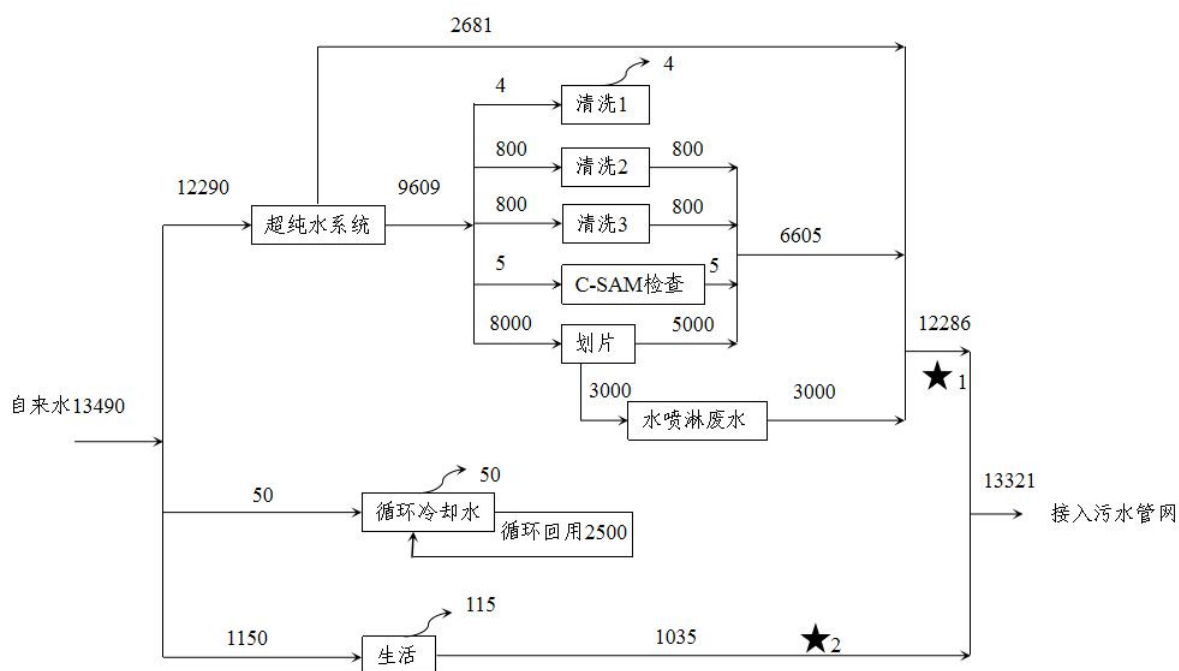 2681
4
4
清洗1
800
清洗2
800
12290
9609
超纯水系统
800
清洗3
800
6605
5
C-SAM检查
5
8000
划片
5000
12286
★1
3000
水喷淋废水
3000
自来水13490
50
50
循环冷却水
循环回用2500
13321
接入污水管网
1150
115
生活
1035
★2